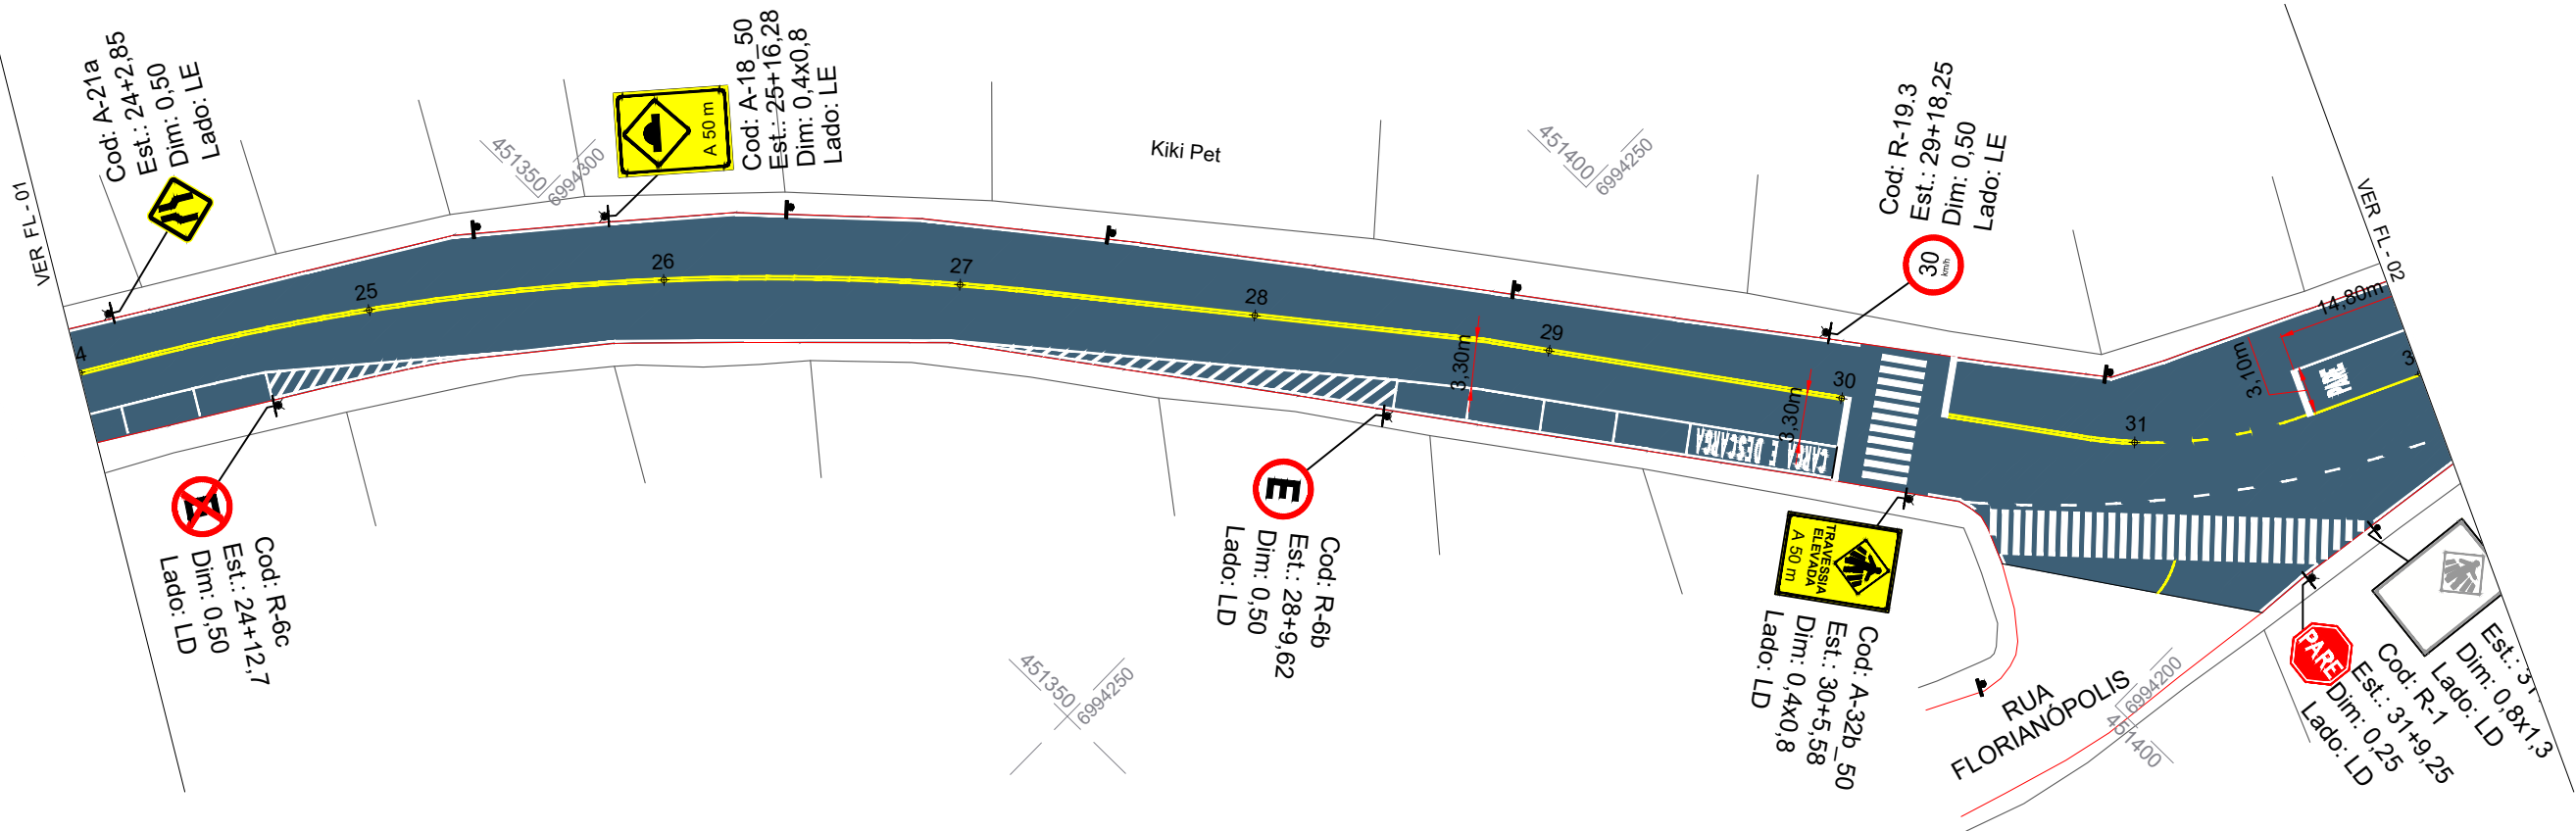 VER FL - 01
Cod: A-21a
Est.: 24+2,85
Dim: 0,50
Lado: LE
451350
6994300
A 50 m
Cod: A-18_50
Est.: 25+16,28
Dim: 0,4x0,8
Lado: LE
Kiki Pet
451400
6994250
Cod: R-19.3
Est.: 29+18,25
Dim: 0,50
Lado: LE
30
km/h
VER FL - 02
4
25
26
27
28
29
30
31
3
3,30m
3,30m
3,10m
14,80m
PARE
CARGA E DESCARGA
Cod: R-6c
Est.: 24+12,7
Dim: 0,50
Lado: LD
E
Cod: R-6b
Est.: 28+9,62
Dim: 0,50
Lado: LD
TRAVESSIA
ELEVADA
A 50 m
Cod: A-32b_50
Est.: 30+5,58
Dim: 0,4x0,8
Lado: LD
451350
6994250
RUA
FLORIANÓPOLIS
6994200
451400
PARE
Cod: R-1
Est.: 31+9,25
Dim: 0,25
Lado: LD
Est.: 31
Dim: 0,8x1,3
Lado: LD